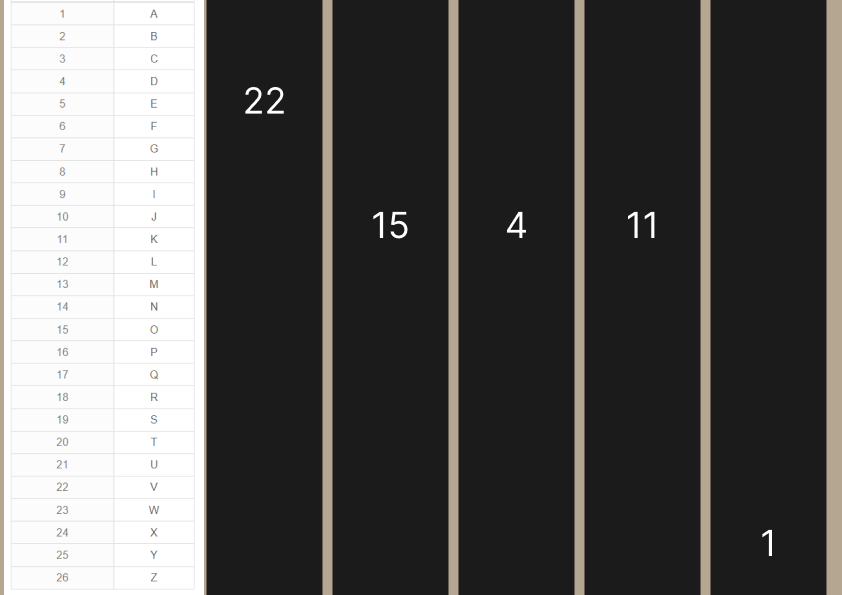 1 A
2 B
3 C
4 D
5 E
6 F
7 G
8 H
9 I
10 J
11 K
12 L
13 M
14 N
15 O
16 P
17 Q
18 R
19 S
20 T
21 U
22 V
23 W
24 X
25 Y
26 Z
22
15 4 11
1